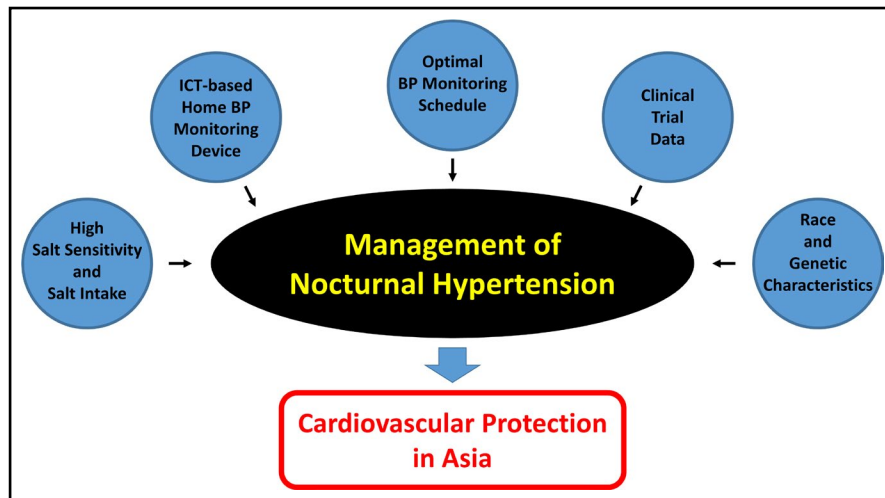 High
Salt Sensitivity
and
Salt Intake
ICT-based
Home BP
Monitoring
Device
Optimal
BP Monitoring
Schedule
Clinical
Trial
Data
Race
and
Genetic
Characteristics
Management of
Nocturnal Hypertension
Cardiovascular Protection
in Asia